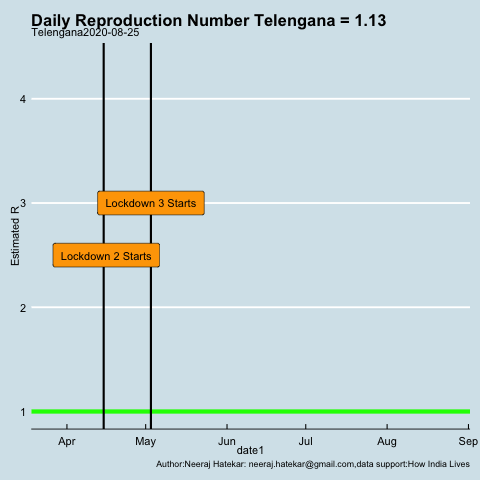 Daily Reproduction Number Telengana = 1.13
Telengana2020-08-25
4
3
2
1
Estimated R
Lockdown 3 Starts
Lockdown 2 Starts
Apr May Jun Jul Aug Sep
date1
Author:Neeraj Hatekar: neeraj.hatekar@gmail.com,data support:How India Lives